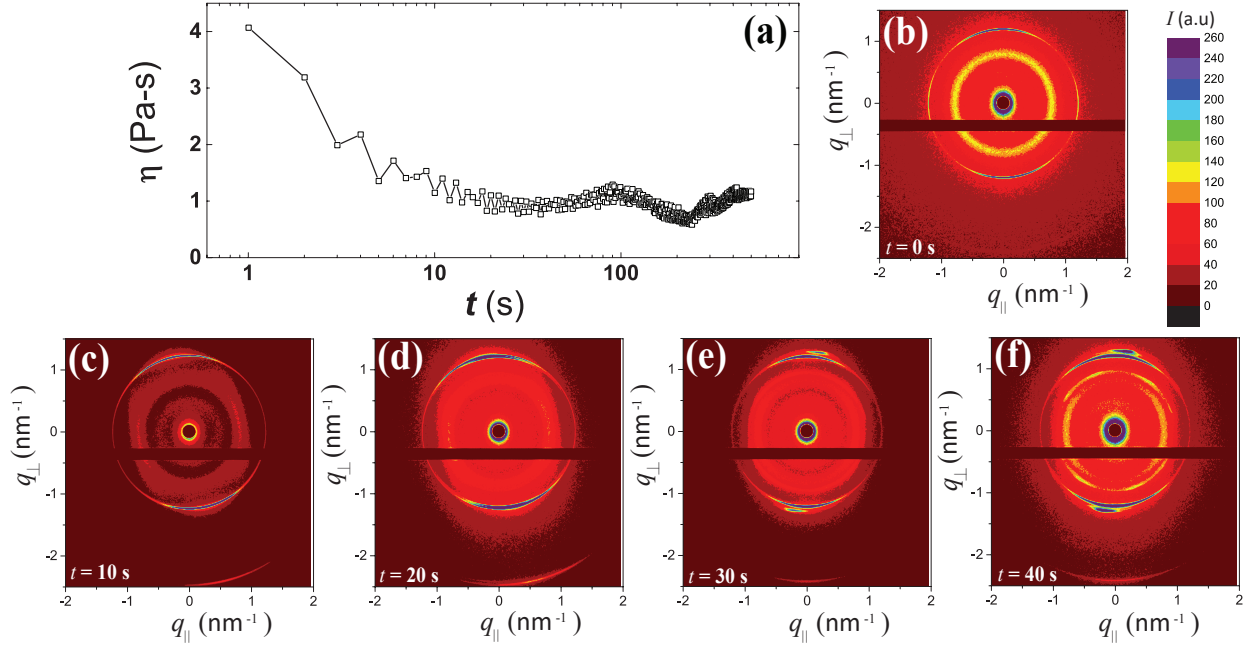 (a)
η (Pa-s)
4
3
2
1
0
1 10 100
t (s)
(b)
q⊥ (nm⁻¹)
1
0
-1
-2
t = 0 s
-2 -1 0 1 2
q|| (nm⁻¹)
I (a.u)
260
240
220
200
180
160
140
120
100
80
60
40
20
0
(c)
q⊥ (nm⁻¹)
1
0
-1
-2
t = 10 s
-2 -1 0 1 2
q|| (nm⁻¹)
(d)
q⊥ (nm⁻¹)
1
0
-1
-2
t = 20 s
-2 -1 0 1 2
q|| (nm⁻¹)
(e)
q⊥ (nm⁻¹)
1
0
-1
-2
t = 30 s
-2 -1 0 1 2
q|| (nm⁻¹)
(f)
q⊥ (nm⁻¹)
1
0
-1
-2
t = 40 s
-2 -1 0 1 2
q|| (nm⁻¹)